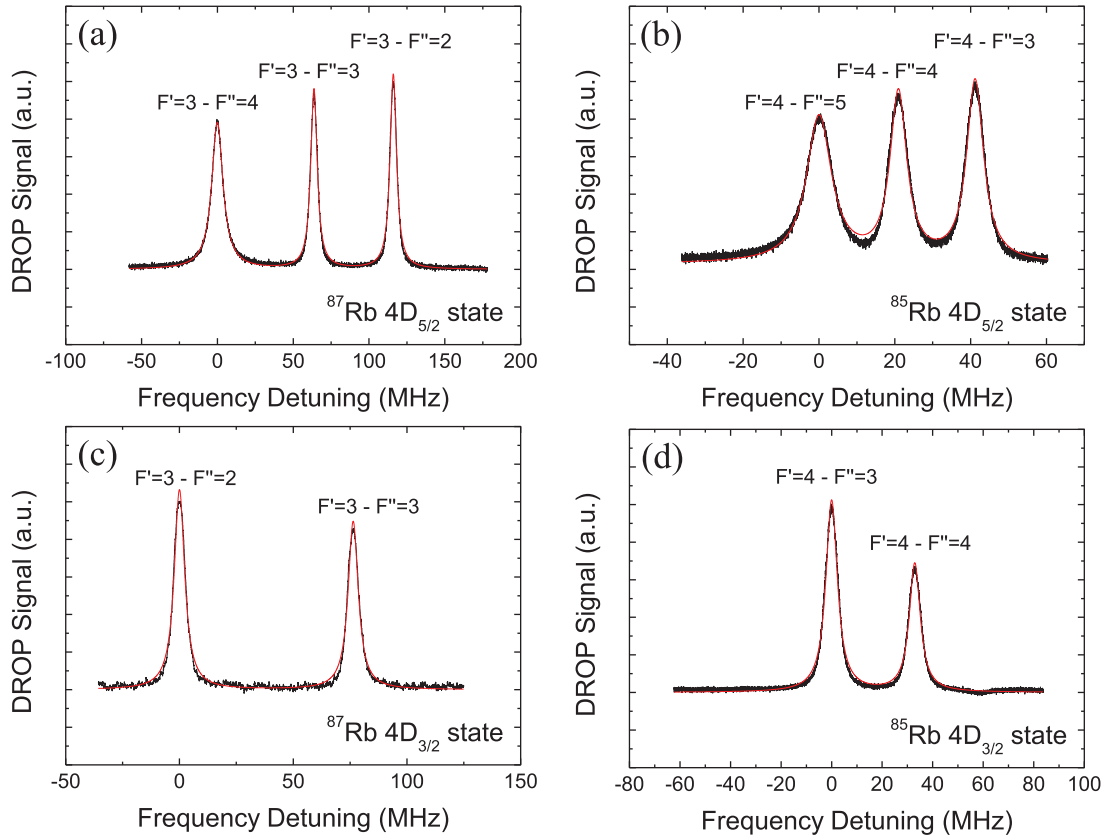 (a)
F'=3 - F"=2
F'=3 - F"=3
F'=3 - F"=4
DROP Signal (a.u.)
⁸⁷Rb 4D₅/₂ state
-100 -50 0 50 100 150 200
Frequency Detuning (MHz)
(b)
F'=4 - F"=3
F'=4 - F"=4
F'=4 - F"=5
DROP Signal (a.u.)
⁸⁵Rb 4D₅/₂ state
-40 -20 0 20 40 60
Frequency Detuning (MHz)
(c)
F'=3 - F"=2
F'=3 - F"=3
DROP Signal (a.u.)
⁸⁷Rb 4D₃/₂ state
-50 0 50 100 150
Frequency Detuning (MHz)
(d)
F'=4 - F"=3
F'=4 - F"=4
DROP Signal (a.u.)
⁸⁵Rb 4D₃/₂ state
-80 -60 -40 -20 0 20 40 60 80 100
Frequency Detuning (MHz)